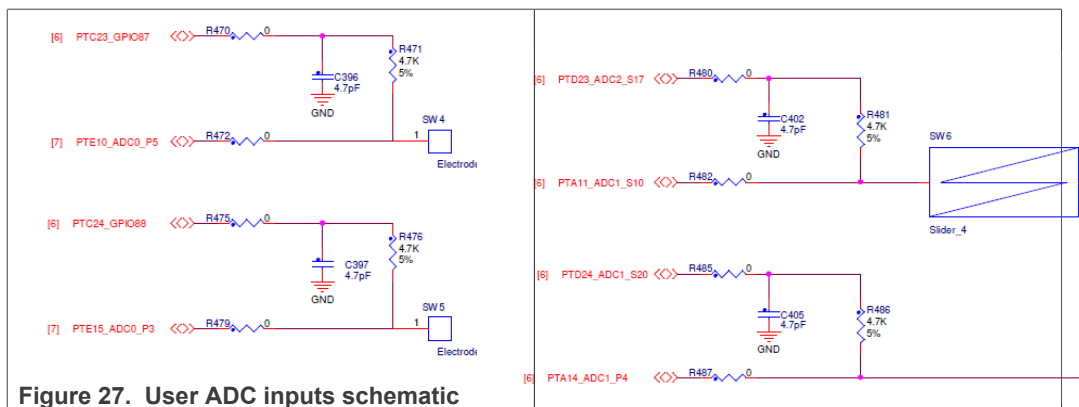 [6] PTC23_GPIO87 R470 0
R471
4.7K
5%
C396
4.7pF
GND
SW4
[7] PTE10_ADC0_P5 R472 0 1
Electrode
[6] PTC24_GPIO88 R475 0
R476
4.7K
5%
C397
4.7pF
GND
SW5
[7] PTE15_ADC0_P3 R479 0 1
Electrode
Figure 27. User ADC inputs schematic
[6] PTD23_ADC2_S17 R480 0
C402
4.7pF
R481
4.7K
5%
GND
SW6
[6] PTA11_ADC1_S10 R482 0
Slider_4
[6] PTD24_ADC1_S20 R485 0
C405
4.7pF
R486
4.7K
5%
GND
[6] PTA14_ADC1_P4 R487 0